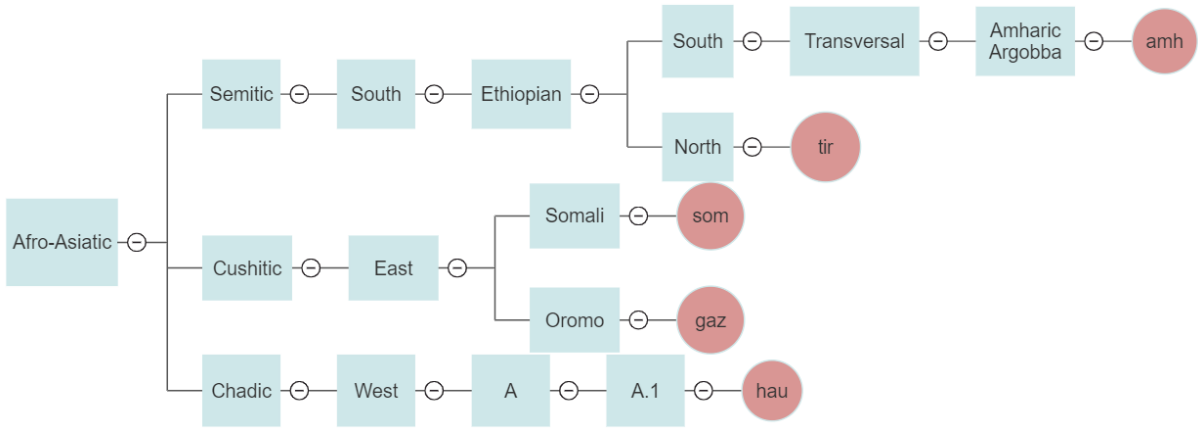 South
Transversal
Amharic
Argobba
amh
Semitic
South
Ethiopian
North
tir
Afro-Asiatic
Somali
som
Cushitic
East
Oromo
gaz
Chadic
West
A
A.1
hau